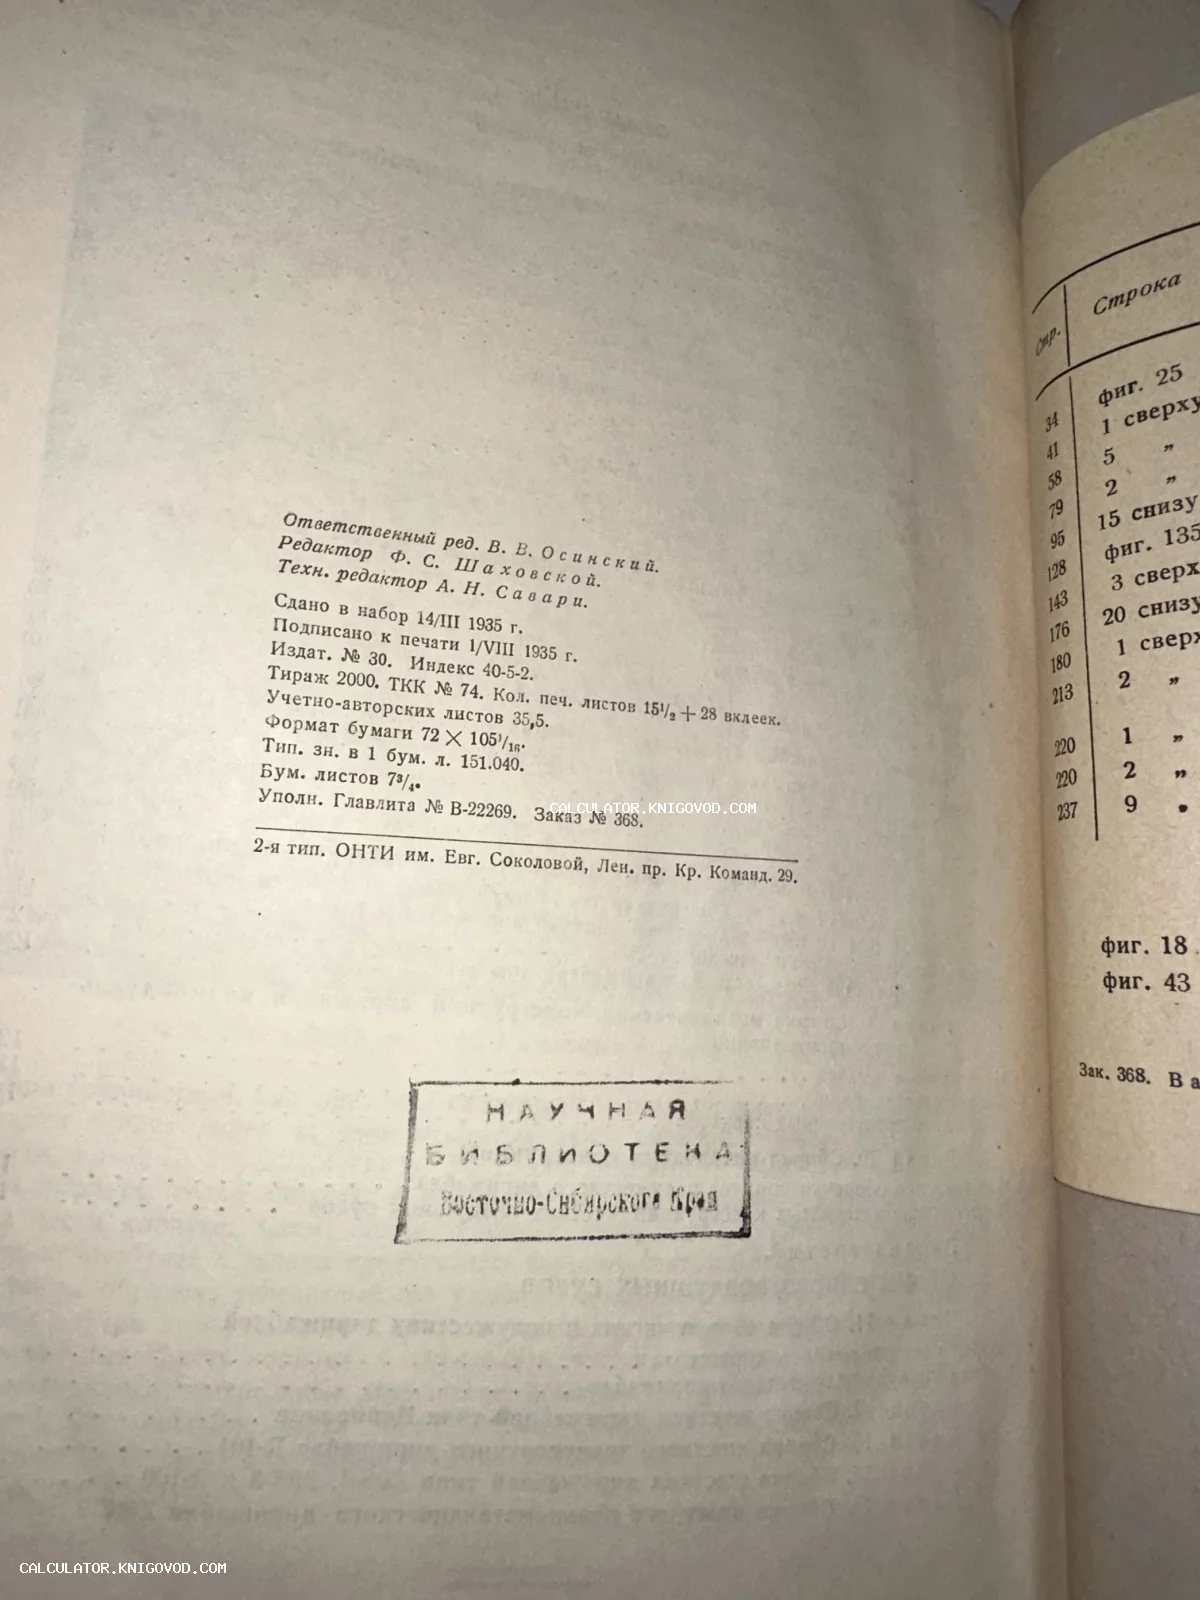 Ответственный ред. В. В. Осинский.
Редактор Ф. С. Шаховской.
Техн. редактор А. Н. Савари.
Сдано в набор 14/III 1935 г.
Подписано к печати 1/VIII 1935 г.
Издат. № 30. Индекс 40-5-2.
Тираж 2000. ТКК № 74. Кол. печ. листов 15¹/₂ + 28 вклеек.
Учетно-авторских листов 35,5.
Формат бумаги 72 × 105¹/₁₆.
Тип. зн. в 1 бум. л. 151.040.
Бум. листов 7³/₄.
Уполн. Главлита № В-22269. Заказ № 368.
2-я тип. ОНТИ им. Евг. Соколовой, Лен. пр. Кр. Команд. 29.
НАУЧНАЯ
БИБЛИОТЕНА
Восточно-Сибирского Края
Стр. Строка
34 фиг. 25
41 1 сверху
58 5 „
79 2 „
95 15 снизу
128 фиг. 135
143 3 сверх
176 20 снизу
180 1 сверх
213 2 „
220 1 „
220 2 „
237 9 „
фиг. 18
фиг. 43
Зак. 368. В а
CALCULATOR.KNIGOVOD.COM
CALCULATOR.KNIGOVOD.COM